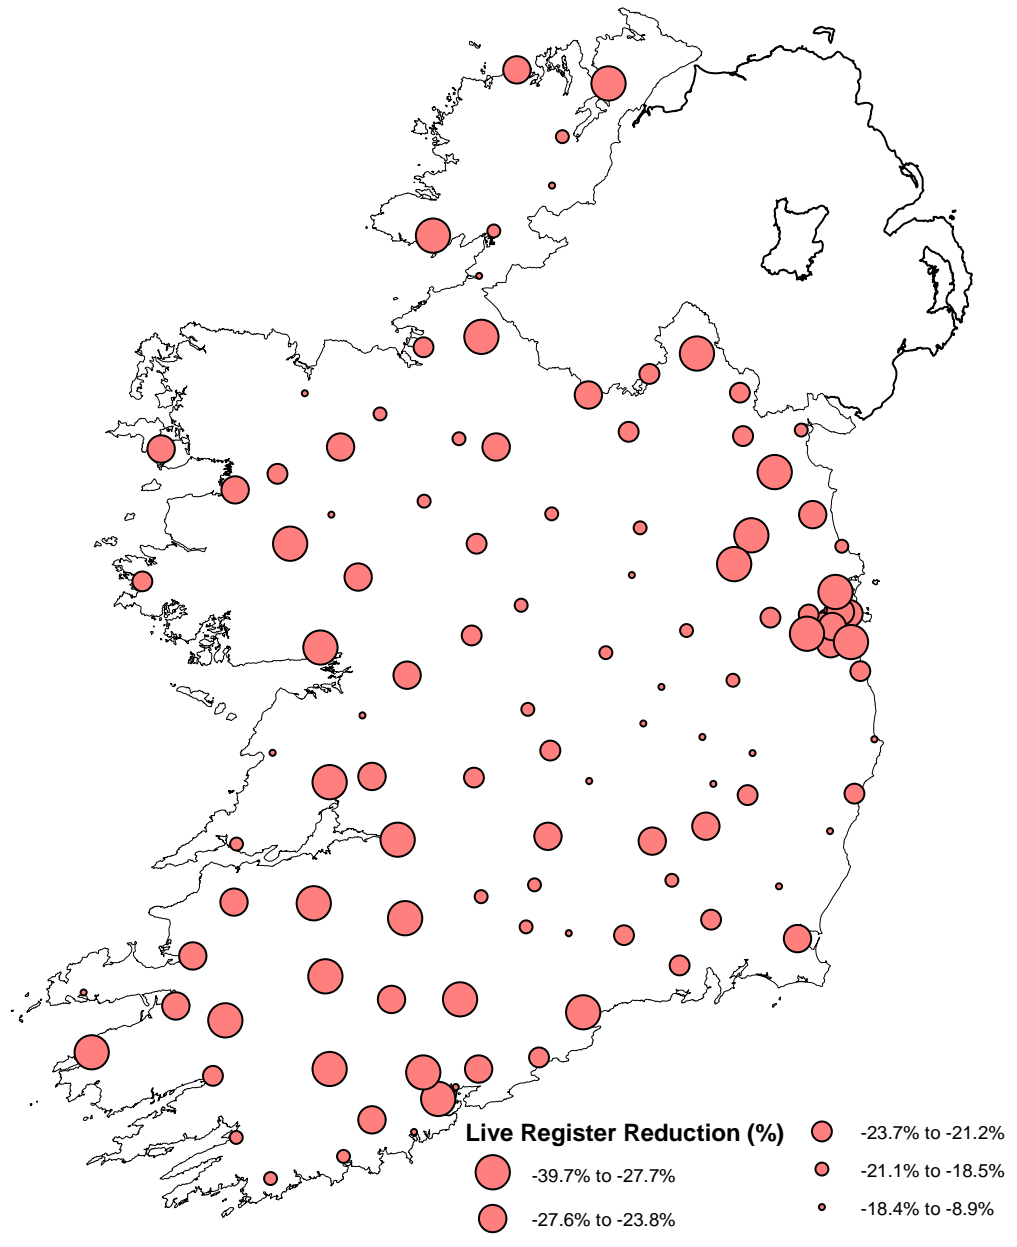 Live Register Reduction (%)
-39.7% to -27.7%
-27.6% to -23.8%
-23.7% to -21.2%
-21.1% to -18.5%
-18.4% to -8.9%